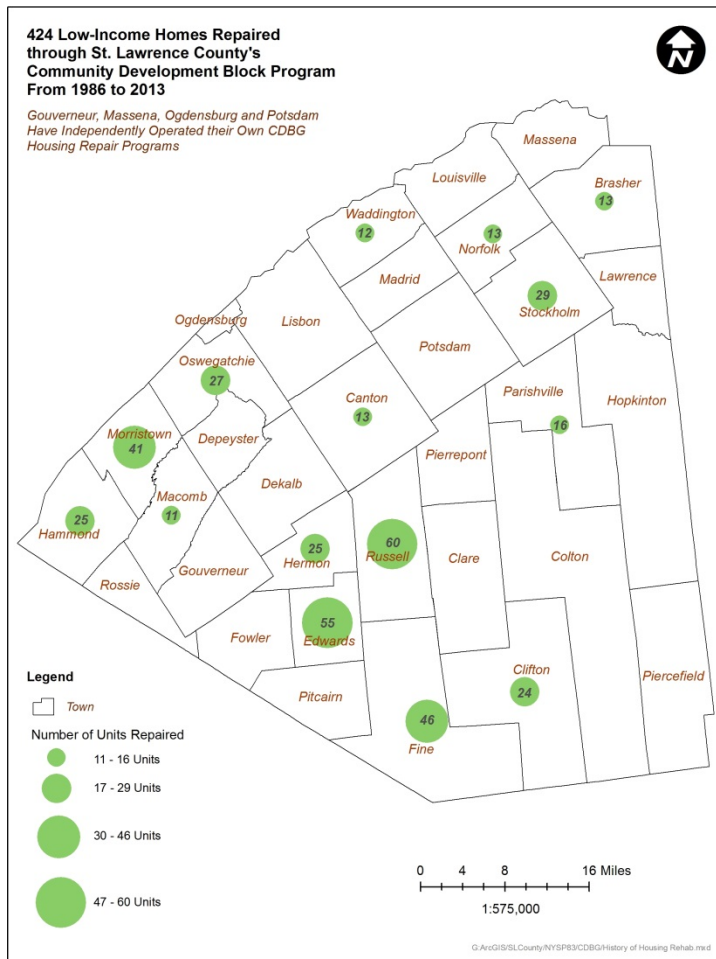 424 Low-Income Homes Repaired
through St. Lawrence County's
Community Development Block Program
From 1986 to 2013
Gouverneur, Massena, Ogdensburg and Potsdam
Have Independently Operated their Own CDBG
Housing Repair Programs
N
Massena
Louisville
Brasher
13
Waddington
12
13
Norfolk
Lawrence
Madrid
29
Stockholm
Ogdensburg
Lisbon
Potsdam
Oswegatchie
27
Canton
13
Parishville
16
Hopkinton
Morristown
41
Depeyster
Pierrepont
Dekalb
Macomb
11
25
Hammond
60
Russell
25
Hermon
Clare
Colton
Gouverneur
Rossie
55
Edwards
Fowler
Pitcairn
Clifton
24
Piercefield
46
Fine
Legend
Town
Number of Units Repaired
11 - 16 Units
17 - 29 Units
30 - 46 Units
47 - 60 Units
0 4 8 12 16 Miles
1:575,000
G:ArcGIS/SLCounty/NYSP83/CDBG/History of Housing Rehab.mxd